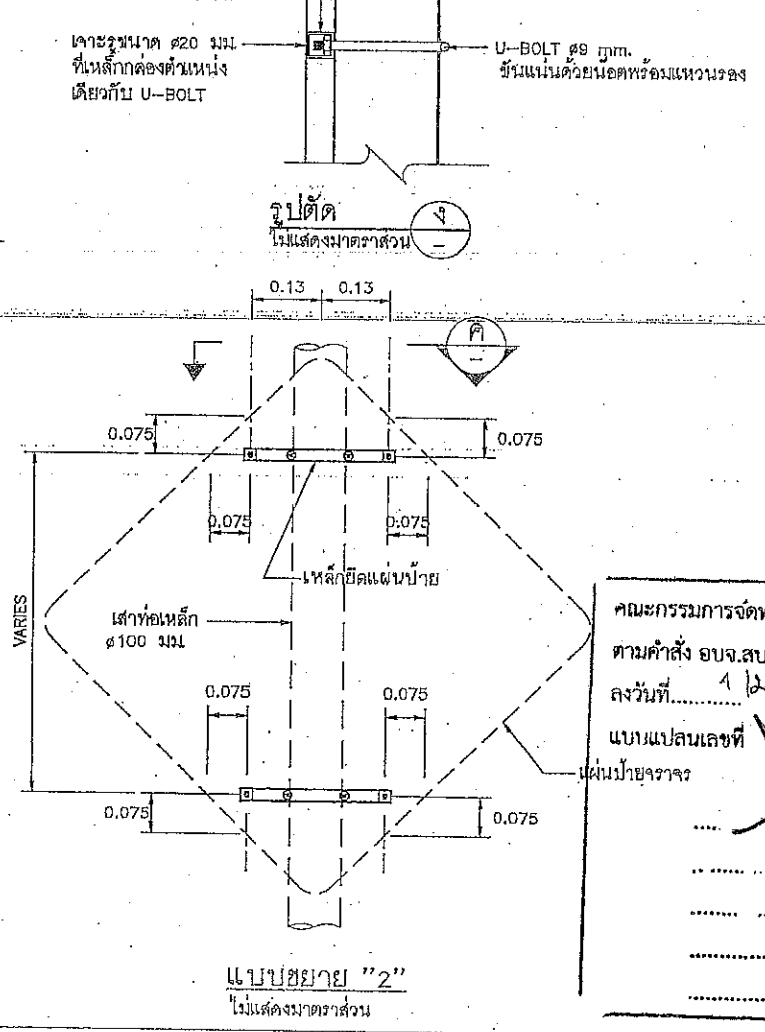 เจาะรูขนาด ø20 มม.
ที่เหล็กกล่องตำแหน่ง
เดียวกับ U-BOLT
U-BOLT ø9 mm.
ขันแน่นด้วยน๊อตพร้อมแหวนรอง
รูปตัด
ง
ไม่แสดงมาตราส่วน
0.13 0.13
ค
0.075
0.075
0.075
0.075
เหล็กยึดแผ่นป้าย
VARIES
เสาท่อเหล็ก
ø100 มม.
0.075
0.075
แผ่นป้ายจราจร
0.075
0.075
แบบขยาย "2"
ไม่แสดงมาตราส่วน
คณะกรรมการจัด
ตามคำสั่ง อบจ.สบ
ลงวันที่
แบบแปลนเลขที่